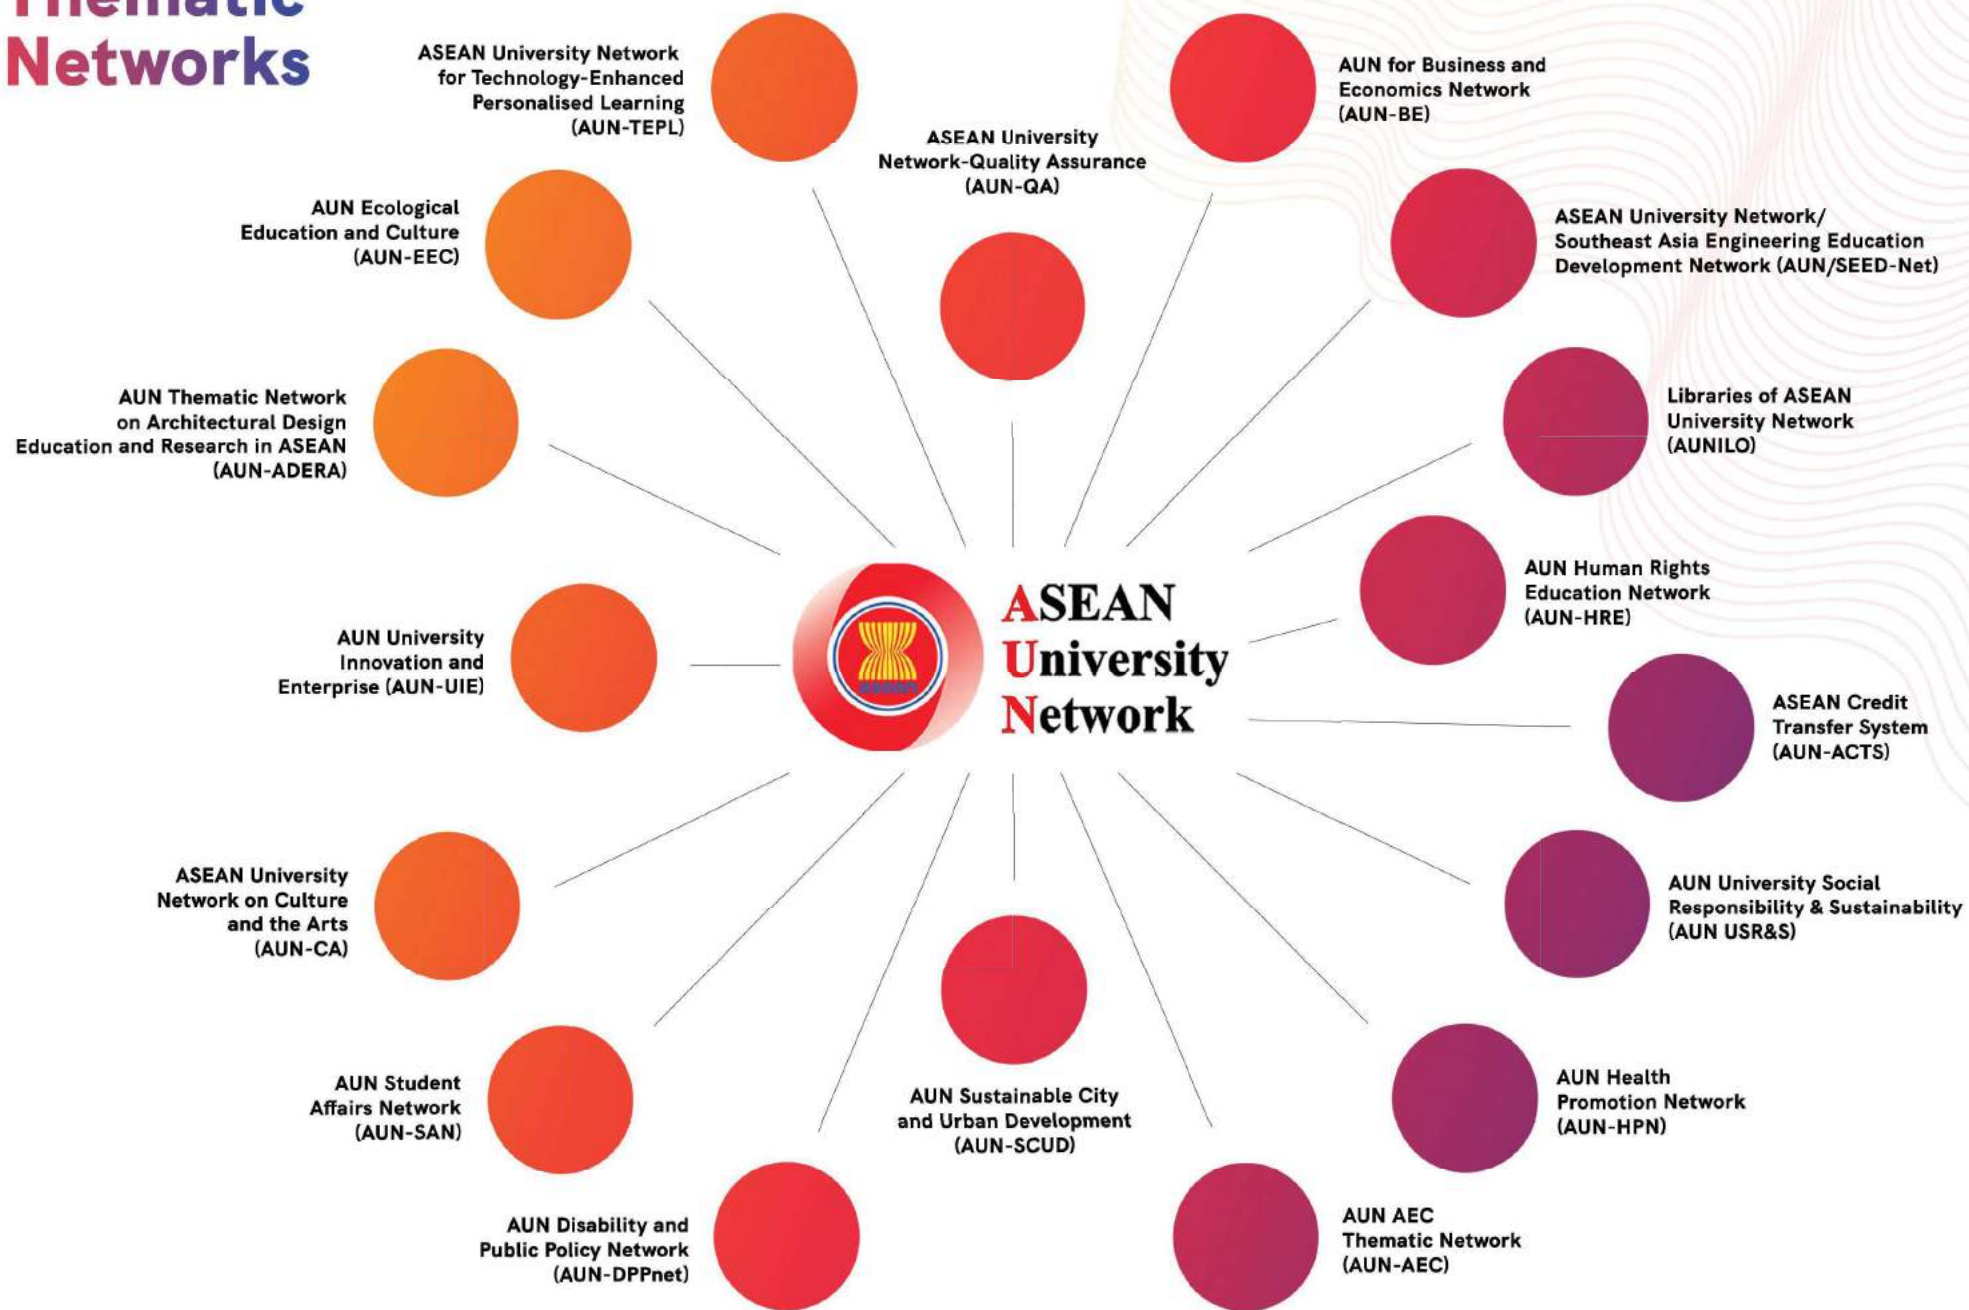 Thematic
Networks
ASEAN University Network
for Technology-Enhanced
Personalised Learning
(AUN-TEPL)
ASEAN University
Network-Quality Assurance
(AUN-QA)
AUN for Business and
Economics Network
(AUN-BE)
AUN Ecological
Education and Culture
(AUN-EEC)
ASEAN University Network/
Southeast Asia Engineering Education
Development Network (AUN/SEED-Net)
AUN Thematic Network
on Architectural Design
Education and Research in ASEAN
(AUN-ADERA)
Libraries of ASEAN
University Network
(AUNILO)
AUN Human Rights
Education Network
(AUN-HRE)
AUN University
Innovation and
Enterprise (AUN-UIE)
asean
ASEAN
University
Network
ASEAN Credit
Transfer System
(AUN-ACTS)
ASEAN University
Network on Culture
and the Arts
(AUN-CA)
AUN University Social
Responsibility & Sustainability
(AUN USR&S)
AUN Student
Affairs Network
(AUN-SAN)
AUN Sustainable City
and Urban Development
(AUN-SCUD)
AUN Health
Promotion Network
(AUN-HPN)
AUN Disability and
Public Policy Network
(AUN-DPPnet)
AUN AEC
Thematic Network
(AUN-AEC)